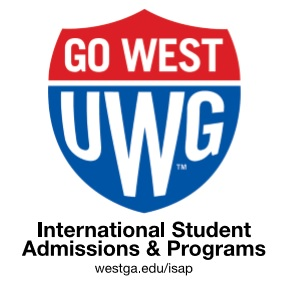 GO WEST
UWG
TM
International Student
Admissions & Programs
westga.edu/isap